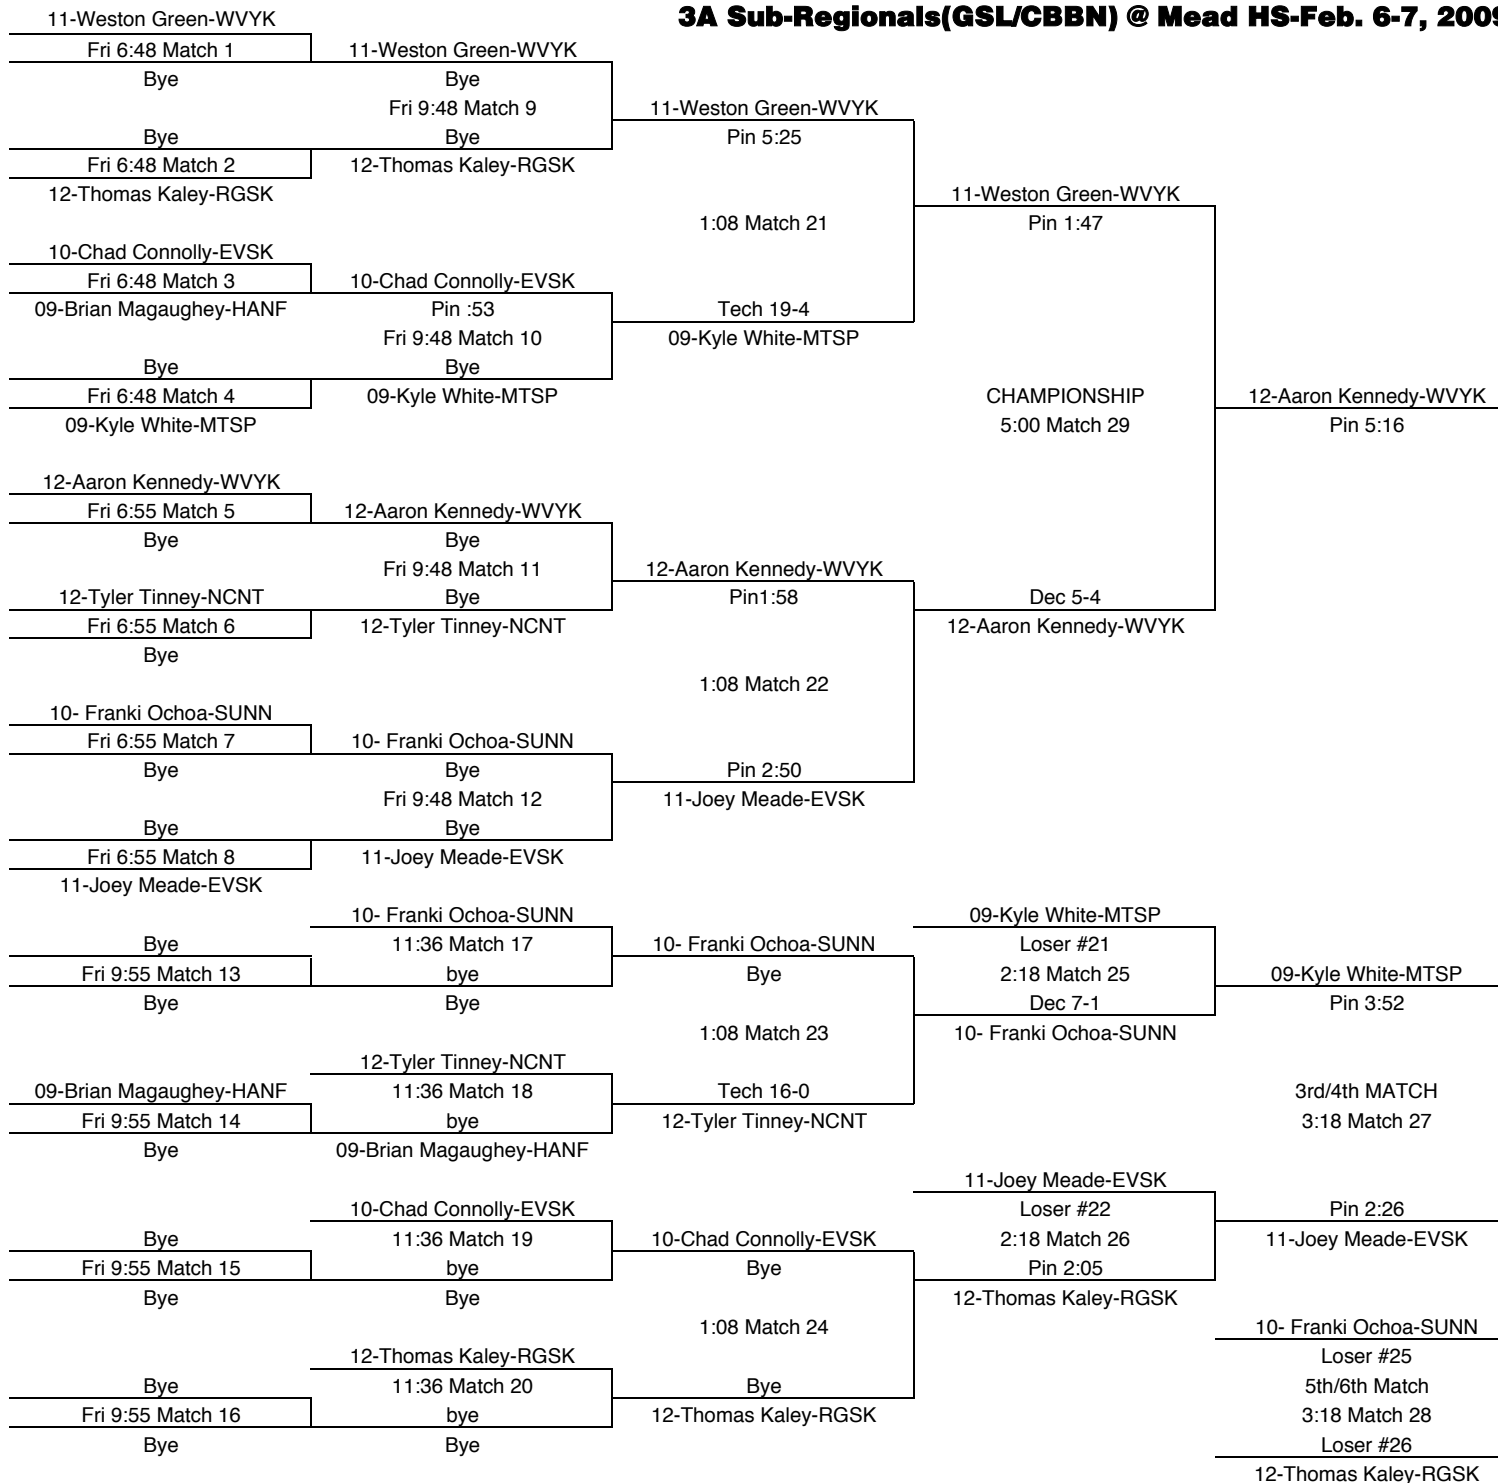 3A Sub-Regionals(GSL/CBBN) @ Mead HS-Feb. 6-7, 2009
11-Weston Green-WVYK
Fri 6:48 Match 1
Bye
Bye
Fri 6:48 Match 2
12-Thomas Kaley-RGSK
10-Chad Connolly-EVSK
Fri 6:48 Match 3
09-Brian Magaughey-HANF
Bye
Fri 6:48 Match 4
09-Kyle White-MTSP
12-Aaron Kennedy-WVYK
Fri 6:55 Match 5
Bye
12-Tyler Tinney-NCNT
Fri 6:55 Match 6
Bye
10- Franki Ochoa-SUNN
Fri 6:55 Match 7
Bye
Bye
Fri 6:55 Match 8
11-Joey Meade-EVSK
11-Weston Green-WVYK
Bye
Fri 9:48 Match 9
Bye
12-Thomas Kaley-RGSK
10-Chad Connolly-EVSK
Pin :53
Fri 9:48 Match 10
Bye
09-Kyle White-MTSP
12-Aaron Kennedy-WVYK
Bye
Fri 9:48 Match 11
Bye
12-Tyler Tinney-NCNT
10- Franki Ochoa-SUNN
Bye
Fri 9:48 Match 12
Bye
11-Joey Meade-EVSK
11-Weston Green-WVYK
Pin 5:25
1:08 Match 21
Tech 19-4
09-Kyle White-MTSP
12-Aaron Kennedy-WVYK
Pin1:58
1:08 Match 22
Pin 2:50
11-Joey Meade-EVSK
11-Weston Green-WVYK
Pin 1:47
CHAMPIONSHIP
5:00 Match 29
Dec 5-4
12-Aaron Kennedy-WVYK
12-Aaron Kennedy-WVYK
Pin 5:16
Bye
Fri 9:55 Match 13
Bye
09-Brian Magaughey-HANF
Fri 9:55 Match 14
Bye
Bye
Fri 9:55 Match 15
Bye
Bye
Fri 9:55 Match 16
Bye
10- Franki Ochoa-SUNN
11:36 Match 17
bye
Bye
12-Tyler Tinney-NCNT
11:36 Match 18
bye
09-Brian Magaughey-HANF
10-Chad Connolly-EVSK
11:36 Match 19
bye
Bye
12-Thomas Kaley-RGSK
11:36 Match 20
bye
Bye
10- Franki Ochoa-SUNN
Bye
1:08 Match 23
Tech 16-0
12-Tyler Tinney-NCNT
10-Chad Connolly-EVSK
Bye
1:08 Match 24
Bye
12-Thomas Kaley-RGSK
09-Kyle White-MTSP
Loser #21
2:18 Match 25
Dec 7-1
10- Franki Ochoa-SUNN
11-Joey Meade-EVSK
Loser #22
2:18 Match 26
Pin 2:05
12-Thomas Kaley-RGSK
09-Kyle White-MTSP
Pin 3:52
3rd/4th MATCH
3:18 Match 27
Pin 2:26
11-Joey Meade-EVSK
10- Franki Ochoa-SUNN
Loser #25
5th/6th Match
3:18 Match 28
Loser #26
12-Thomas Kaley-RGSK